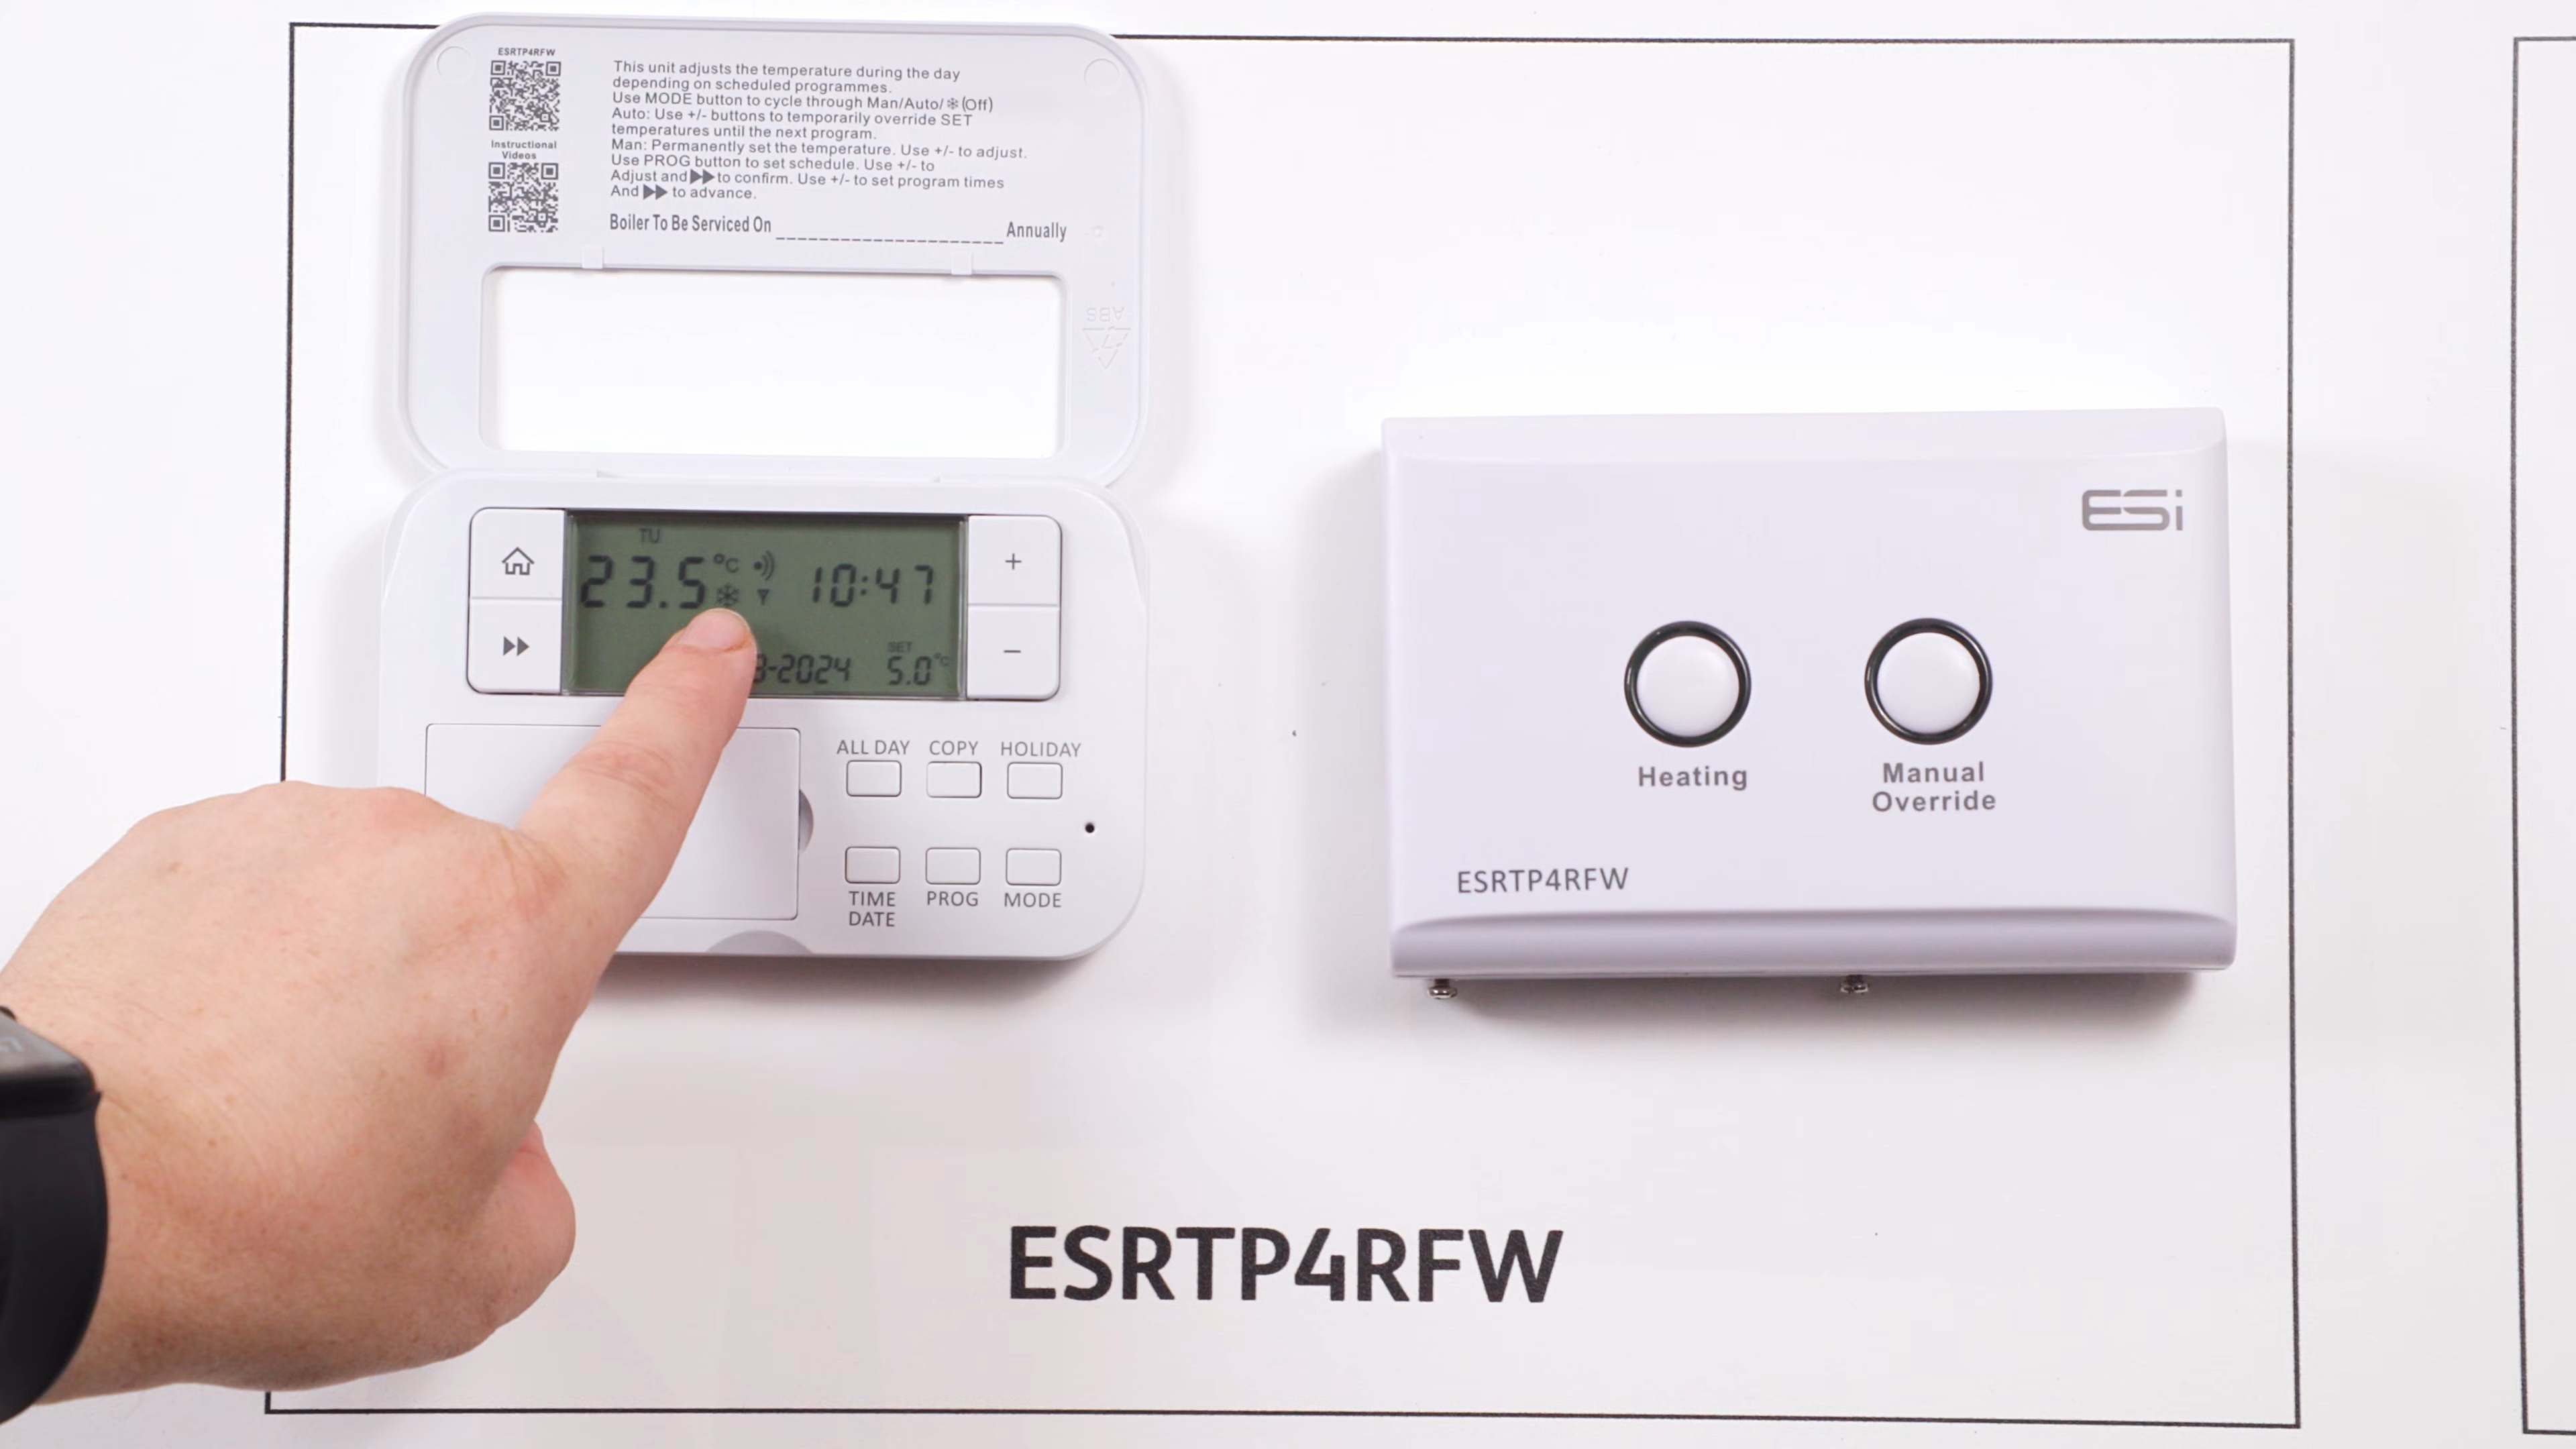 ESRTP4RFW
Instructional
Videos
This unit adjusts the temperature during the day
depending on scheduled programmes.
Use MODE button to cycle through Man/Auto/❄(Off)
Auto: Use +/- buttons to temporarily override SET
temperatures until the next program.
Man: Permanently set the temperature. Use +/- to adjust.
Use PROG button to set schedule. Use +/- to
Adjust and ▶▶ to confirm. Use +/- to set program times
And ▶▶ to advance.
Boiler To Be Serviced On ____________________ Annually
ABS
7
TU
23.5°C 10:47
-2024
SET
5.0°C
+
−
ALL DAY COPY HOLIDAY
TIME
DATE
PROG MODE
ESi
Heating
Manual
Override
ESRTP4RFW
ESRTP4RFW